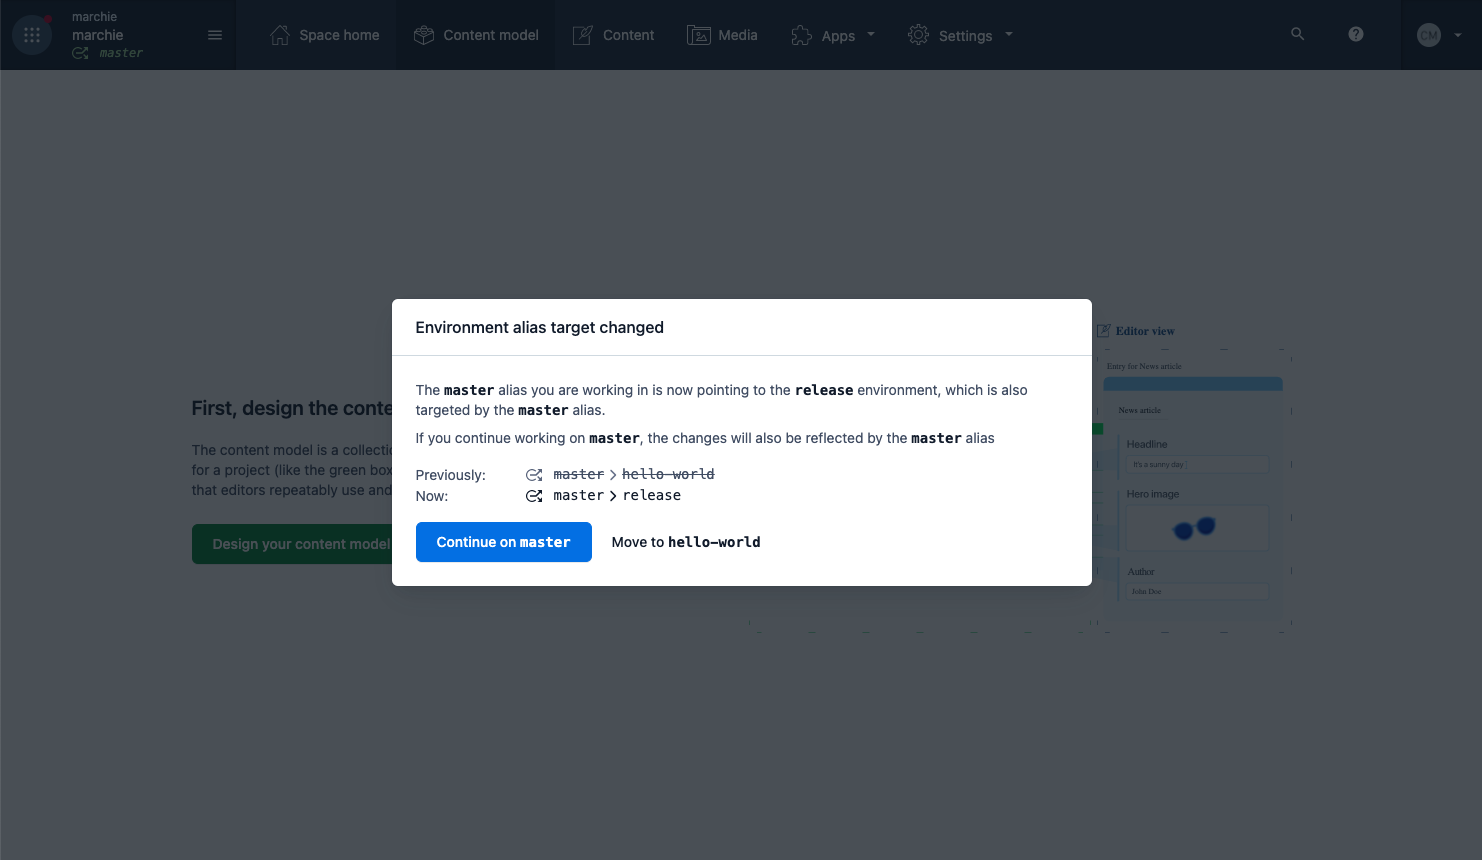 marchie
marchie
master
Space home
Content model
Content
Media
Apps
Settings
CM
Environment alias target changed
The master alias you are working in is now pointing to the release environment, which is also
targeted by the master alias.
If you continue working on master, the changes will also be reflected by the master alias
Previously: master > hello-world
Now: master > release
Continue on master
Move to hello-world
First, design the conte
The content model is a collectio
for a project (like the green box
that editors repeatably use and
Design your content model
Editor view
Entry for News article
News article
Headline
It's a sunny day
Hero image
Author
John Doe